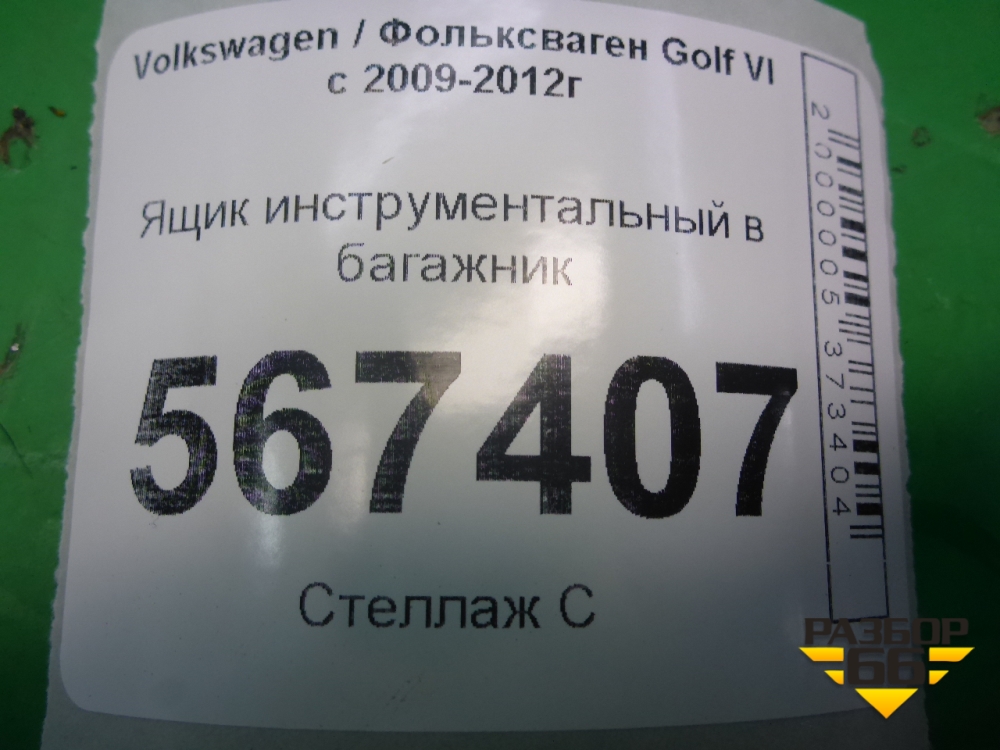 Volkswagen / Фольксваген Golf VI
с 2009-2012г
Ящик инструментальный в
багажник
567407
Стеллаж С
2000005373404
РАЗБОР
66